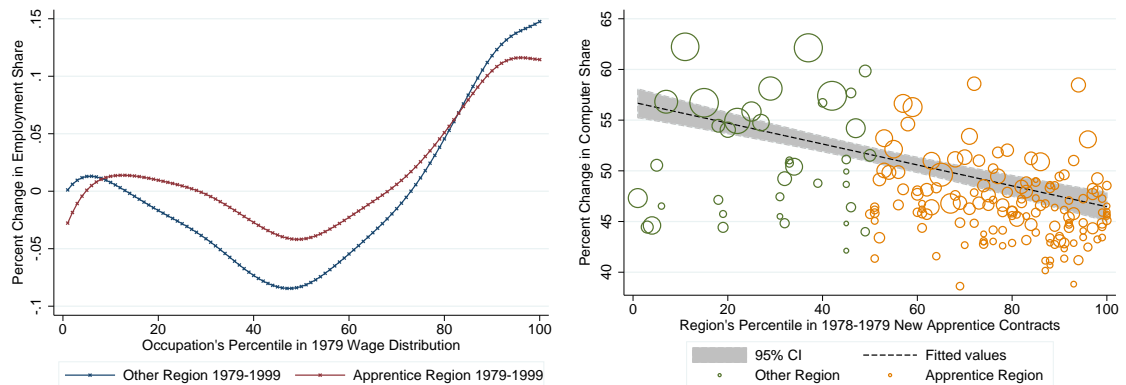 Percent Change in Employment Share
.15
.1
.05
0
-.05
-.1
0 20 40 60 80 100
Occupation's Percentile in 1979 Wage Distribution
Other Region 1979-1999 Apprentice Region 1979-1999
Percent Change in Computer Share
65
60
55
50
45
40
0 20 40 60 80 100
Region's Percentile in 1978-1979 New Apprentice Contracts
95% CI Fitted values
Other Region Apprentice Region